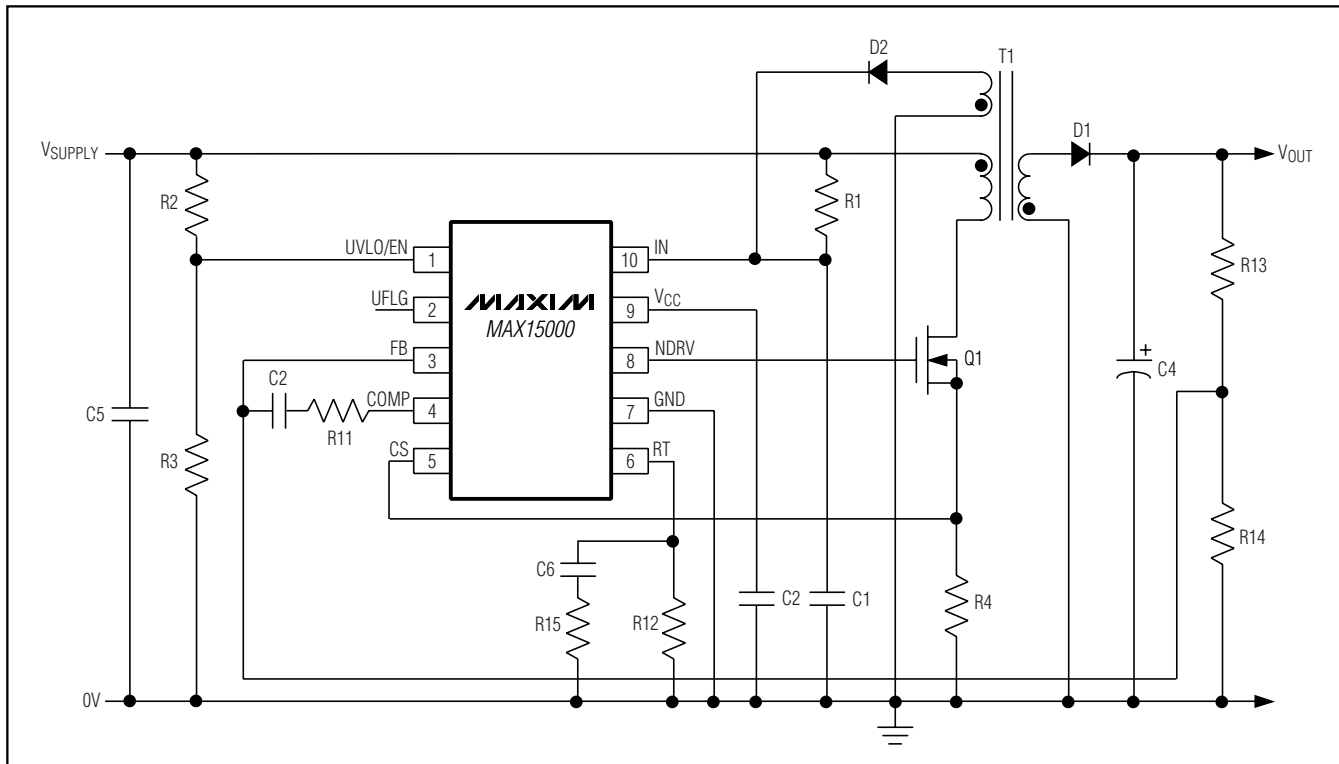 D2
T1
VSUPPLY
D1
VOUT
R2
R1
UVLO/EN
1
10
IN
R13
UFLG
2
MAXIM
MAX15000
9
VCC
FB
3
8
NDRV
Q1
+
C4
C2
COMP
4
7
GND
C5
R11
R3
CS
5
6
RT
R14
C6
R15
R12
C2
C1
R4
0V